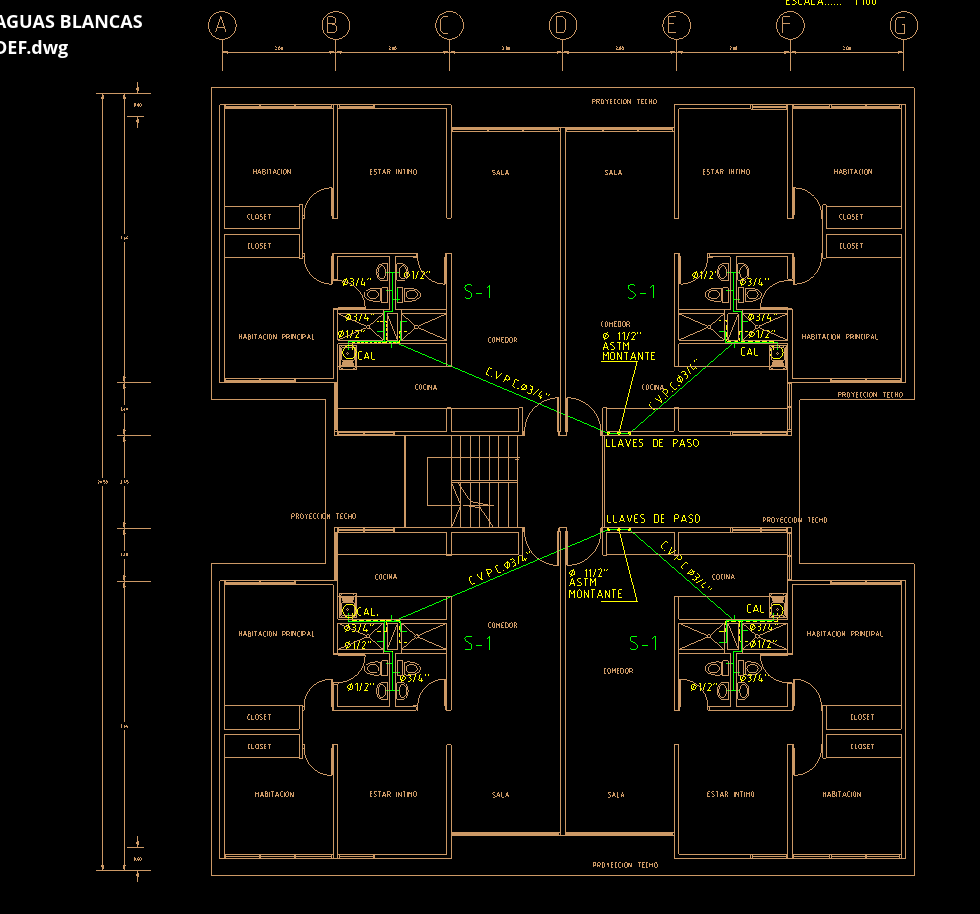 AGUAS BLANCAS
DEF.dwg
A B C D E F G
PROYECCION TECHO
HABITACION ESTAR INTIMO SALA SALA ESTAR INTIMO HABITACION
CLOSET CLOSET
CLOSET CLOSET
Ø3/4" Ø1/2" Ø1/2" Ø3/4"
S-1 S-1
Ø3/4" Ø3/4"
COMEDOR
Ø1/2" Ø 11/2" Ø1/2"
HABITACION PRINCIPAL COMEDOR HABITACION PRINCIPAL
ASTM
CAL MONTANTE CAL
C.V.P.C.Ø3/4" C.V.P.C.Ø3/4"
COCINA COCINA
PROYECCION TECHO
LLAVES DE PASO
PROYECCION TECHO LLAVES DE PASO PROYECCION TECHO
C.V.P.C.Ø3/4" C.V.P.C.Ø3/4"
COCINA Ø 11/2" COCINA
ASTM
MONTANTE
CAL. CAL
COMEDOR
Ø3/4" Ø3/4"
HABITACION PRINCIPAL HABITACION PRINCIPAL
Ø1/2" S-1 S-1 Ø1/2"
COMEDOR
Ø3/4" Ø3/4"
Ø1/2" Ø1/2"
CLOSET CLOSET
CLOSET CLOSET
HABITACION ESTAR INTIMO SALA SALA ESTAR INTIMO HABITACION
PROYECCION TECHO